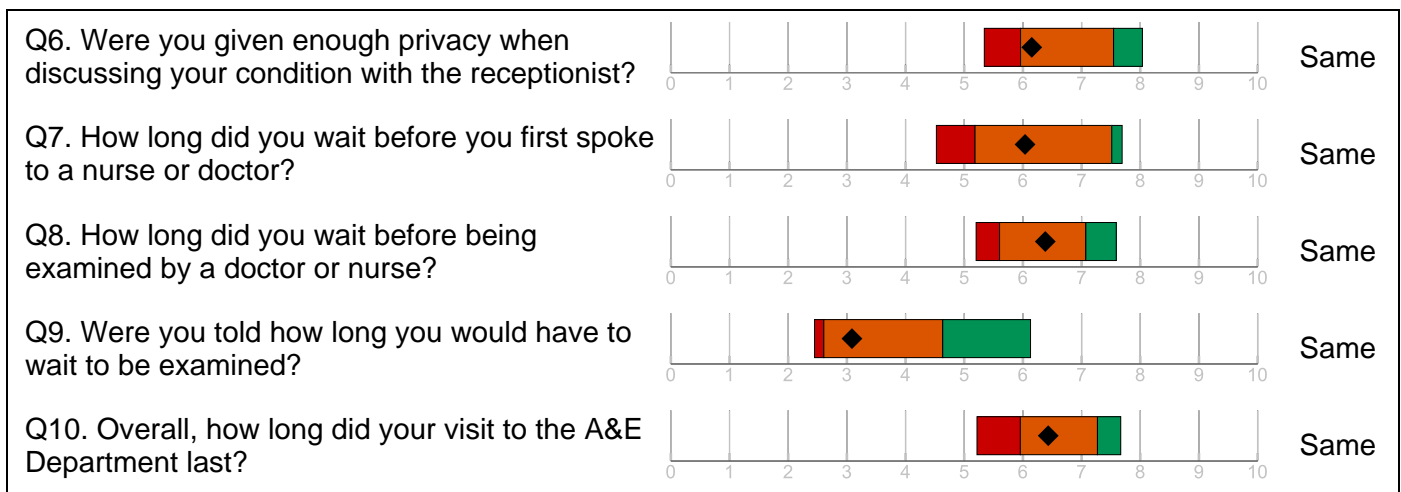 Q6. Were you given enough privacy when
discussing your condition with the receptionist?
0 1 2 3 4 5 6 7 8 9 10
Same
Q7. How long did you wait before you first spoke
to a nurse or doctor?
0 1 2 3 4 5 6 7 8 9 10
Same
Q8. How long did you wait before being
examined by a doctor or nurse?
0 1 2 3 4 5 6 7 8 9 10
Same
Q9. Were you told how long you would have to
wait to be examined?
0 1 2 3 4 5 6 7 8 9 10
Same
Q10. Overall, how long did your visit to the A&E
Department last?
0 1 2 3 4 5 6 7 8 9 10
Same